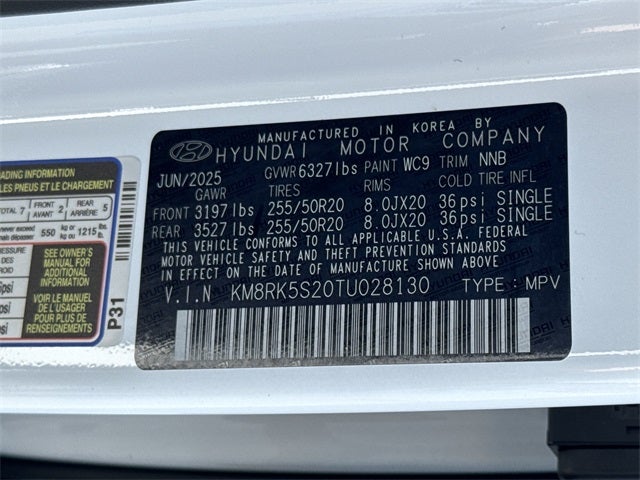 MANUFACTURED IN KOREA BY
HYUNDAI MOTOR COMPANY
JUN/2025 GVWR 6327lbs PAINT WC9 TRIM NNB
GAWR TIRES RIMS COLD TIRE INFL
FRONT 3197lbs 255/50R20 8.0JX20 36psi SINGLE
REAR 3527lbs 255/50R20 8.0JX20 36psi SINGLE
THIS VEHICLE CONFORMS TO ALL APPLICABLE U.S.A. FEDERAL
MOTOR VEHICLE SAFETY AND THEFT PREVENTION STANDARDS
IN EFFECT ON THE DATE OF MANUFACTURE SHOWN ABOVE
V.I.N KM8RK5S20TU028130 TYPE : MPV
ADING INFORMATION
LES PNEUS ET LE CHARGEMENT
TOTAL 7 FRONT AVANT 2 REAR ARRIÈRE 5
550 kg or kg ou 1215 lbs.
SEE OWNER'S
MANUAL FOR
ADDITIONAL
INFORMATION
VOIR LE MANUEL
DE L'USAGER
POUR PLUS DE
RENSEIGNEMENTS
P31